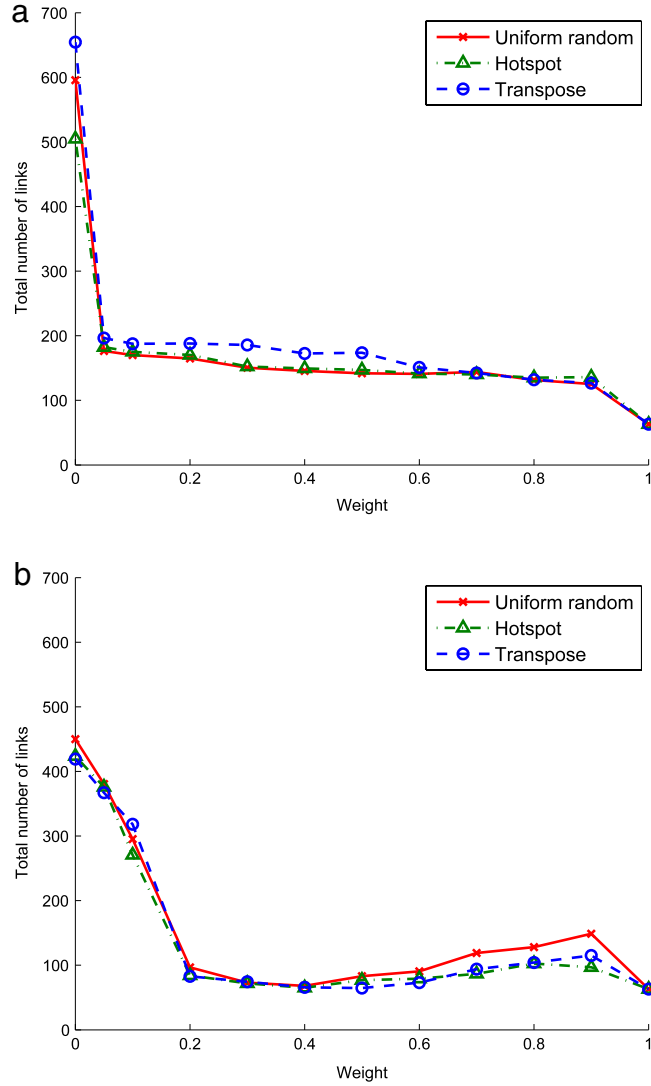 a
700
600
500
400
300
200
100
0
Total number of links
Uniform random
Hotspot
Transpose
0 0.2 0.4 0.6 0.8 1
Weight
b
700
600
500
400
300
200
100
0
Total number of links
Uniform random
Hotspot
Transpose
0 0.2 0.4 0.6 0.8 1
Weight